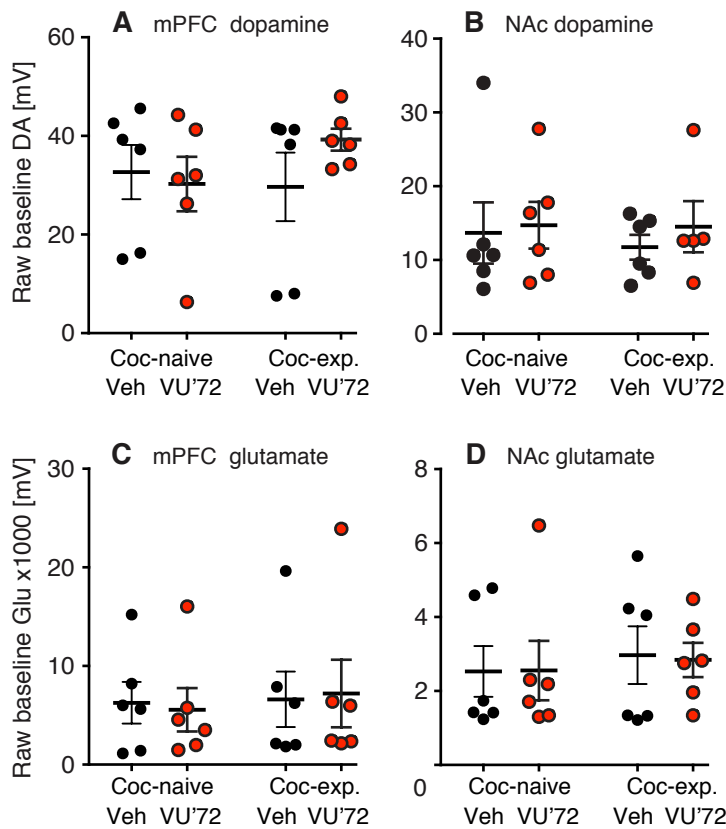 A mPFC dopamine
Raw baseline DA [mV]
60
40
20
0
Coc-naive Coc-exp.
Veh VU’72 Veh VU’72
B NAc dopamine
40
30
20
10
0
Coc-naive Coc-exp.
Veh VU’72 Veh VU’72
C mPFC glutamate
Raw baseline Glu x1000 [mV]
30
20
10
0
Coc-naive Coc-exp.
Veh VU’72 Veh VU’72
D NAc glutamate
8
6
4
2
0
Coc-naive Coc-exp.
Veh VU’72 Veh VU’72